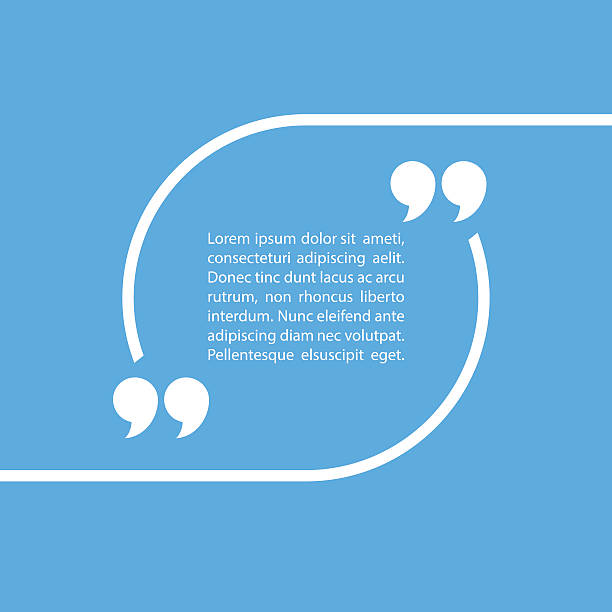 Lorem ipsum dolor sit ameti,
consecteturi adipiscing aelit.
Donec tinc dunt lacus ac arcu
rutrum, non rhoncus liberto
interdum. Nunc eleifend ante
adipiscing diam nec volutpat.
Pellentesque elsuscipit eget.